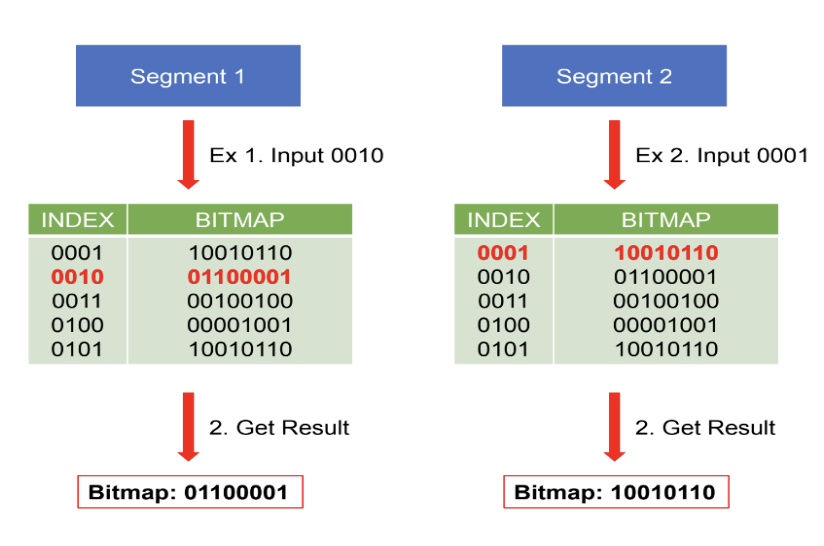 Segment 1
Ex 1. Input 0010
INDEX BITMAP
0001 10010110
0010 01100001
0011 00100100
0100 00001001
0101 10010110
2. Get Result
Bitmap: 01100001
Segment 2
Ex 2. Input 0001
INDEX BITMAP
0001 10010110
0010 01100001
0011 00100100
0100 00001001
0101 10010110
2. Get Result
Bitmap: 10010110